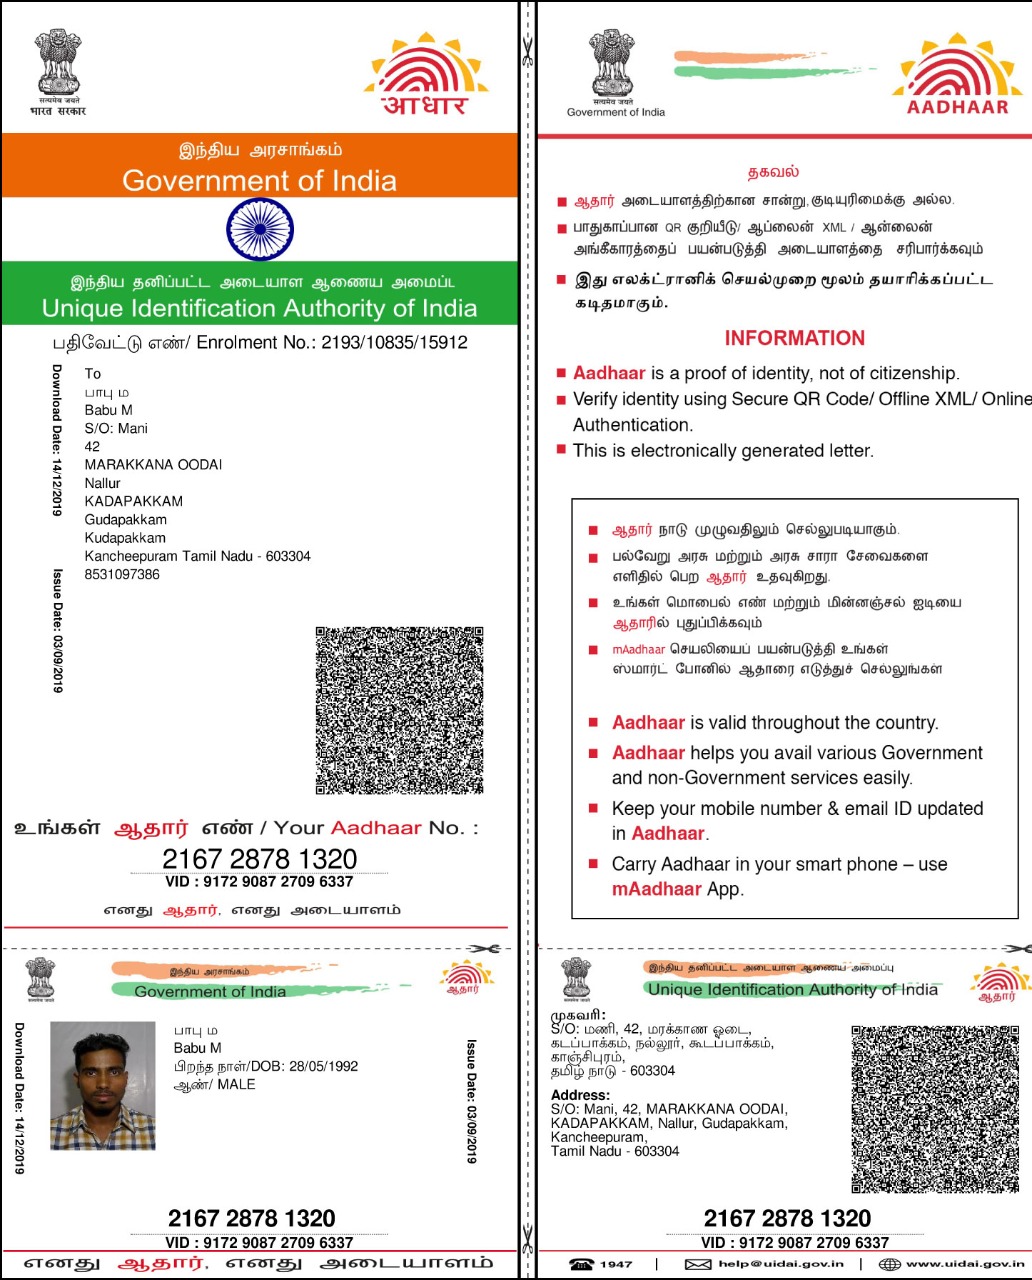 सत्यमेव जयते
भारत सरकार
आधार
இந்திய அரசாங்கம்
Government of India
இந்திய தனிப்பட்ட அடையாள ஆணைய அமைப்ப
Unique Identification Authority of India
பதிவேட்டு எண்/ Enrolment No.: 2193/10835/15912
Download Date: 14/12/2019
Issue Date: 03/09/2019
To
பாபு ம
Babu M
S/O: Mani
42
MARAKKANA OODAI
Nallur
KADAPAKKAM
Gudapakkam
Kudapakkam
Kancheepuram Tamil Nadu - 603304
8531097386
உங்கள் ஆதார் எண் / Your Aadhaar No. :
2167 2878 1320
VID : 9172 9087 2709 6337
எனது ஆதார், எனது அடையாளம்
सत्यमेव जयते
Government of India
AADHAAR
தகவல்
ஆதார் அடையாளத்திற்கான சான்று, குடியுரிமைக்கு அல்ல.
பாதுகாப்பான QR குறியீடு/ ஆப்லைன் XML / ஆன்லைன்
அங்கீகாரத்தைப் பயன்படுத்தி அடையாளத்தை சரிபார்க்கவும்
இது எலக்ட்ரானிக் செயல்முறை மூலம் தயாரிக்கப்பட்ட
கடிதமாகும்.
INFORMATION
Aadhaar is a proof of identity, not of citizenship.
Verify identity using Secure QR Code/ Offline XML/ Online
Authentication.
This is electronically generated letter.
ஆதார் நாடு முழுவதிலும் செல்லுபடியாகும்.
பல்வேறு அரசு மற்றும் அரசு சாரா சேவைகளை
எளிதில் பெற ஆதார் உதவுகிறது.
உங்கள் மொபைல் எண் மற்றும் மின்னஞ்சல் ஐடியை
ஆதாரில் புதுப்பிக்கவும்
mAadhaar செயலியைப் பயன்படுத்தி உங்கள்
ஸ்மார்ட் போனில் ஆதாரை எடுத்துச் செல்லுங்கள்
Aadhaar is valid throughout the country.
Aadhaar helps you avail various Government
and non-Government services easily.
Keep your mobile number & email ID updated
in Aadhaar.
Carry Aadhaar in your smart phone – use
mAadhaar App.
सत्यमेव जयते
இந்திய அரசாங்கம்
Government of India
ஆதார்
Download Date: 14/12/2019
பாபு ம
Babu M
பிறந்த நாள்/DOB: 28/05/1992
ஆண்/ MALE
Issue Date: 03/09/2019
2167 2878 1320
VID : 9172 9087 2709 6337
எனது ஆதார், எனது அடையாளம்
सत्यमेव जयते
இந்திய தனிப்பட்ட அடையாள ஆணைய அமைப்பு
Unique Identification Authority of India
ஆதார்
முகவரி:
S/O: மணி, 42, மரக்காண ஓடை,
கடப்பாக்கம், நல்லூர், கூடப்பாக்கம்,
காஞ்சிபுரம்,
தமிழ் நாடு - 603304
Address:
S/O: Mani, 42, MARAKKANA OODAI,
KADAPAKKAM, Nallur, Gudapakkam,
Kancheepuram,
Tamil Nadu - 603304
2167 2878 1320
VID : 9172 9087 2709 6337
1947 | help@uidai.gov.in | www.uidai.gov.in